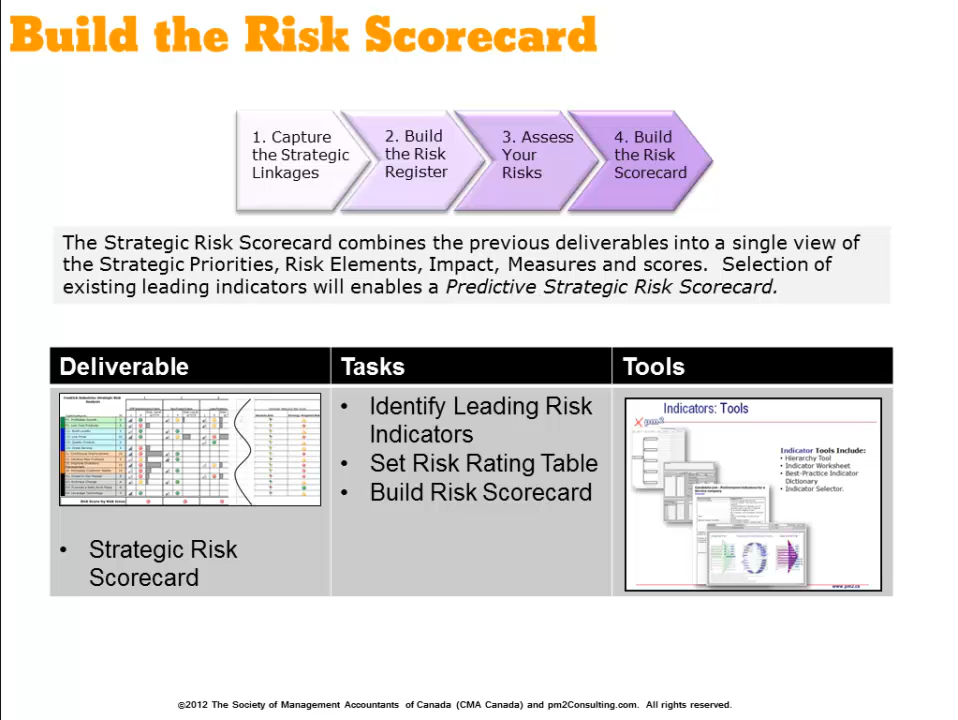 Build the Risk Scorecard
1. Capture
the Strategic
Linkages
2. Build
the Risk
Register
3. Assess
Your
Risks
4. Build
the Risk
Scorecard
The Strategic Risk Scorecard combines the previous deliverables into a single view of
the Strategic Priorities, Risk Elements, Impact, Measures and scores.  Selection of
existing leading indicators will enables a Predictive Strategic Risk Scorecard.
Deliverable
Tasks
Tools
• Strategic Risk
Scorecard
• Identify Leading Risk
Indicators
• Set Risk Rating Table
• Build Risk Scorecard
Indicators: Tools
pm2
Indicator Tools Include:
• Hierarchy Tool
• Indicator Worksheet
• Best-Practice Indicator
Dictionary
• Indicator Selector.
www.pm2.ca
©2012 The Society of Management Accountants of Canada (CMA Canada) and pm2Consulting.com. All rights reserved.